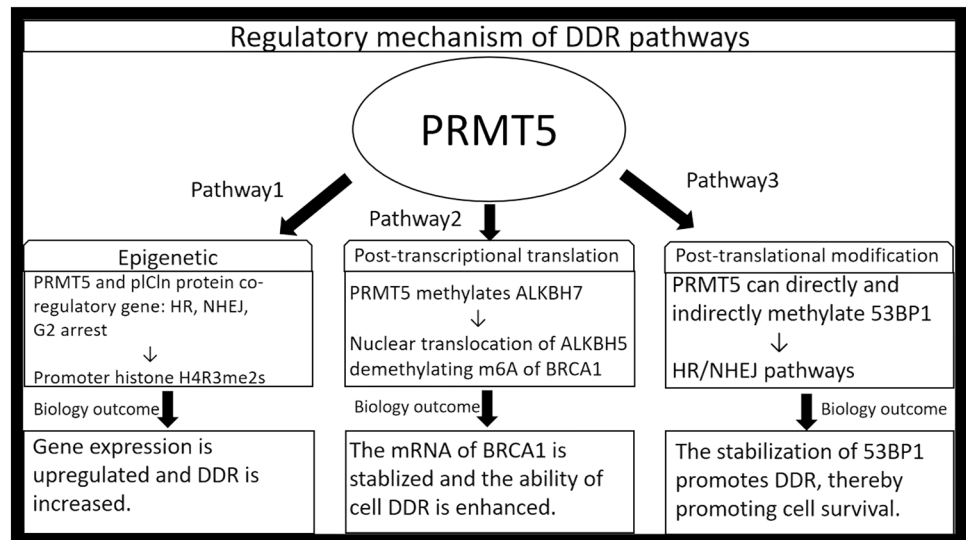 Regulatory mechanism of DDR pathways
PRMT5
Pathway1
Pathway2
Pathway3
Epigenetic
PRMT5 and plCln protein co-
regulatory gene: HR, NHEJ,
G2 arrest
↓
Promoter histone H4R3me2s
Biology outcome
Gene expression is
upregulated and DDR is
increased.
Post-transcriptional translation
PRMT5 methylates ALKBH7
↓
Nuclear translocation of ALKBH5
demethylating m6A of BRCA1
Biology outcome
The mRNA of BRCA1 is
stablized and the ability of
cell DDR is enhanced.
Post-translational modification
PRMT5 can directly and
indirectly methylate 53BP1
↓
HR/NHEJ pathways
Biology outcome
The stabilization of 53BP1
promotes DDR, thereby
promoting cell survival.